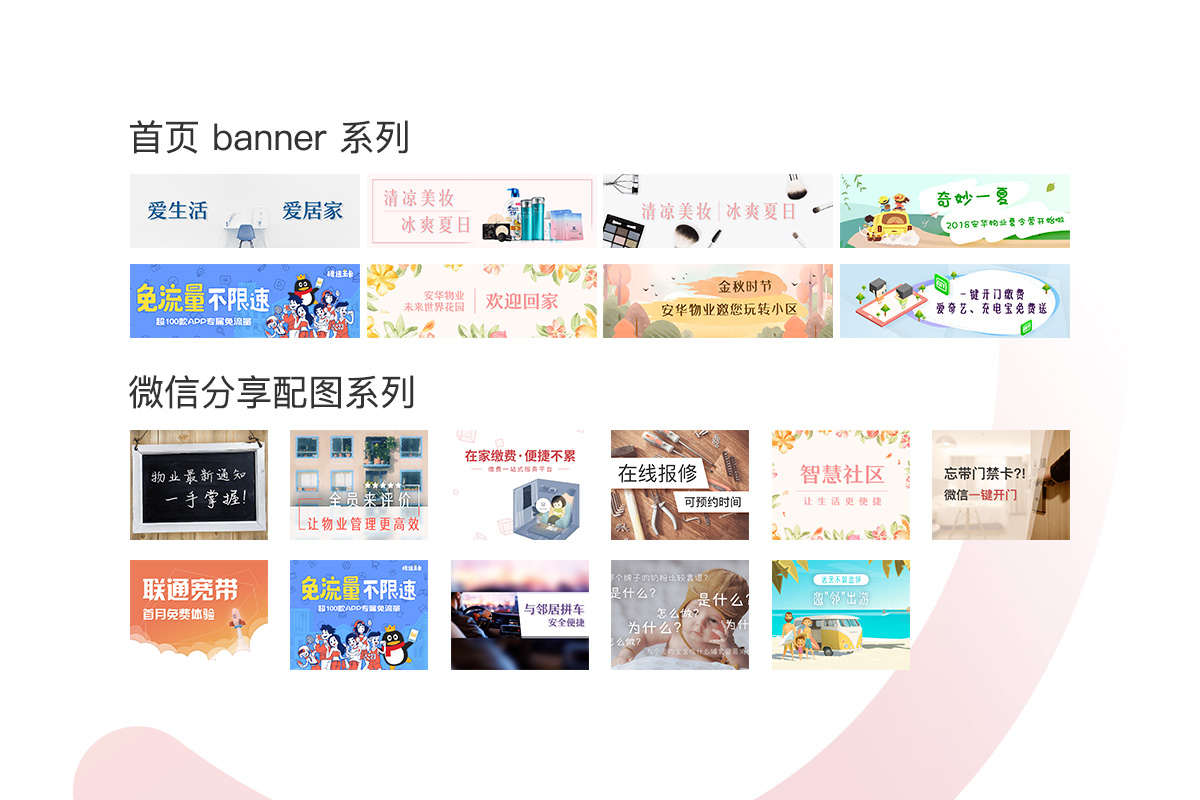 首页 banner 系列
爱生活
爱居家
清凉美妆
冰爽夏日
清凉美妆
冰爽夏日
奇妙一夏
2018安华物业夏令营开始啦
免流量不限速
超100款APP专属免流量
安华物业
未来世界花园
欢迎回家
金秋时节
安华物业邀您玩转小区
一键开门缴费
爱奇艺、充电宝免费送
微信分享配图系列
物业最新通知
一手掌握!
全员来评价
让物业管理更高效
在家缴费·便捷不累
缴费一站式服务平台
在线报修
可预约时间
智慧社区
让生活更便捷
忘带门禁卡?!
微信一键开门
联通宽带
首月免费体验
免流量不限速
超100款APP专属免流量
与邻居拼车
安全便捷
个牌子的奶粉比较靠谱?
是什么?
是什么?
怎么做?
为什么?
为什
么做?
邀“邻”出游